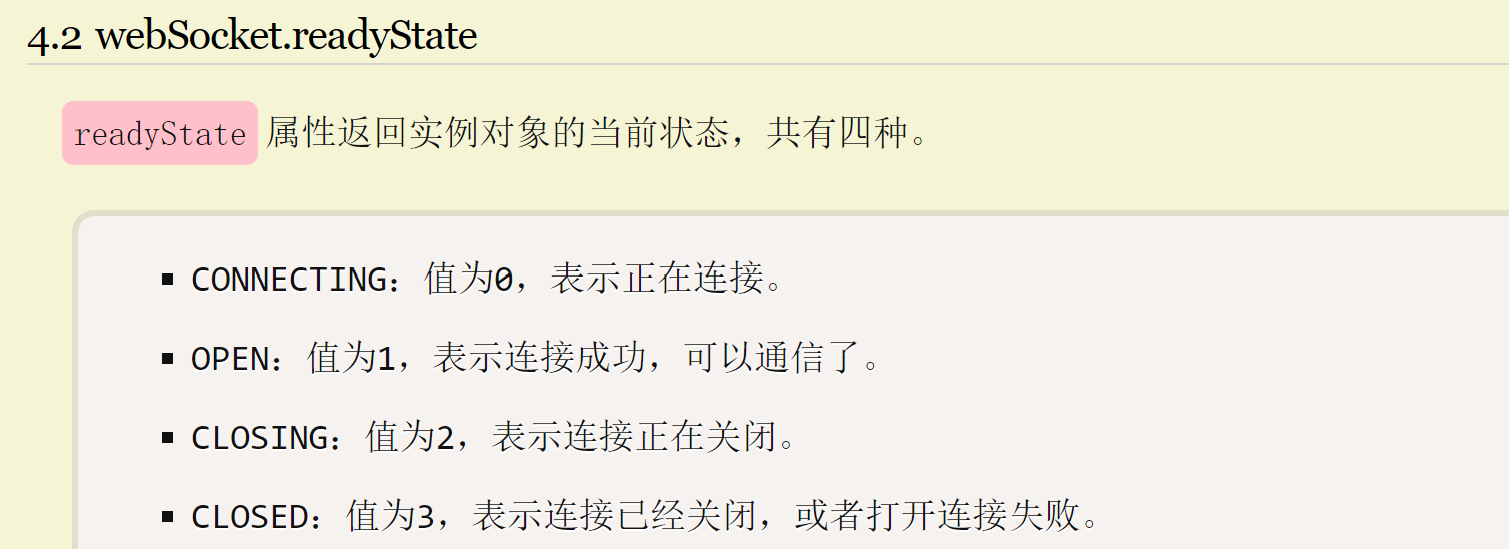 4.2 webSocket.readyState
readyState 属性返回实例对象的当前状态，共有四种。
CONNECTING：值为0，表示正在连接。
OPEN：值为1，表示连接成功，可以通信了。
CLOSING：值为2，表示连接正在关闭。
CLOSED：值为3，表示连接已经关闭，或者打开连接失败。